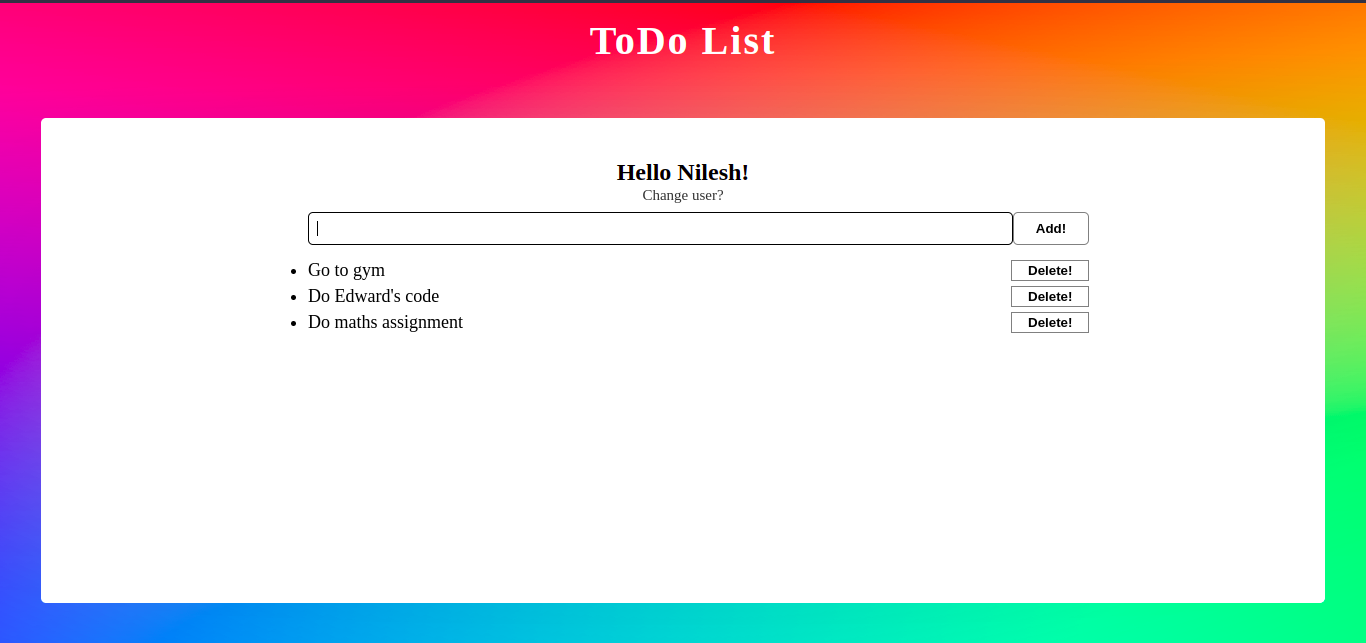 ToDo List
Hello Nilesh!
Change user?
Add!
Go to gym Delete!
Do Edward's code Delete!
Do maths assignment Delete!